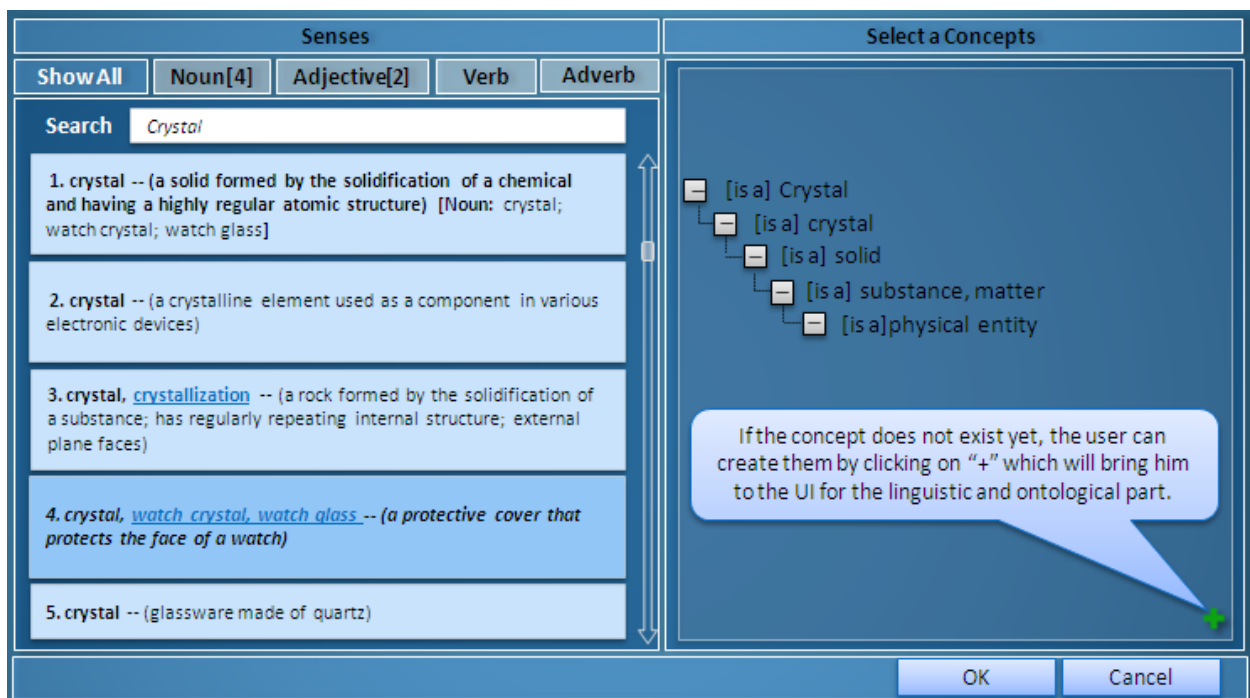 Senses
Select a Concepts
Show All
Noun[4]
Adjective[2]
Verb
Adverb
Search
Crystal
1. crystal -- (a solid formed by the solidification of a chemical
and having a highly regular atomic structure) [Noun: crystal;
watch crystal; watch glass]
2. crystal -- (a crystalline element used as a component in various
electronic devices)
3. crystal, crystallization -- (a rock formed by the solidification of
a substance; has regularly repeating internal structure; external
plane faces)
4. crystal, watch crystal, watch glass -- (a protective cover that
protects the face of a watch)
5. crystal -- (glassware made of quartz)
[is a] Crystal
[is a] crystal
[is a] solid
[is a] substance, matter
[is a]physical entity
If the concept does not exist yet, the user can
create them by clicking on "+" which will bring him
to the UI for the linguistic and ontological part.
OK
Cancel